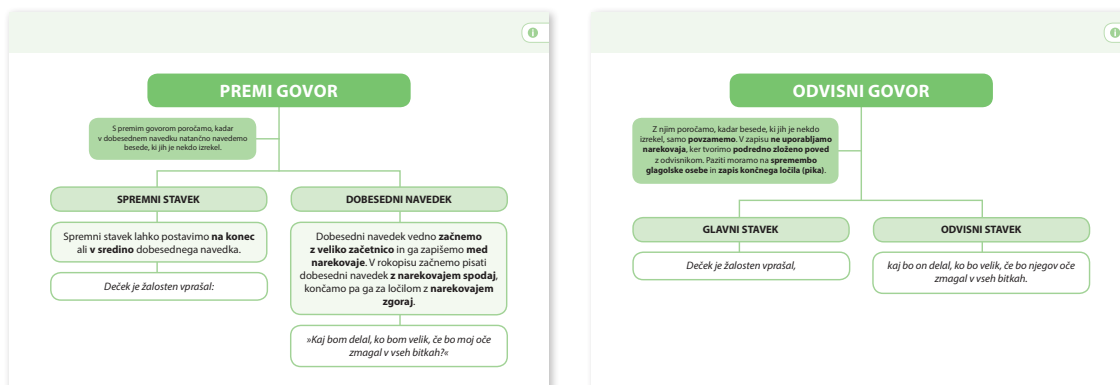 PREMI GOVOR
S premim govorom poročamo, kadar
v dobesednem navedku natančno navedemo
besede, ki jih je nekdo izrekel.
SPREMNI STAVEK
Spremni stavek lahko postavimo na konec
ali v sredino dobesednega navedka.
Deček je žalosten vprašal:
DOBESEDNI NAVEDEK
Dobesedni navedek vedno začnemo
z veliko začetnico in ga zapišemo med
narekovaje. V rokopisu začnemo pisati
dobesedni navedek z narekovajem spodaj,
končamo pa ga za ločilom z narekovajem
zgoraj.
»Kaj bom delal, ko bom velik, če bo moj oče
zmagal v vseh bitkah?«
ODVISNI GOVOR
Z njim poročamo, kadar besede, ki jih je nekdo
izrekel, samo povzamemo. V zapisu ne uporabljamo
narekovaja, ker tvorimo podredno zloženo poved
z odvisnikom. Paziti moramo na spremembo
glagolske osebe in zapis končnega ločila (pika).
GLAVNI STAVEK
Deček je žalosten vprašal,
ODVISNI STAVEK
kaj bo on delal, ko bo velik, če bo njegov oče
zmagal v vseh bitkah.